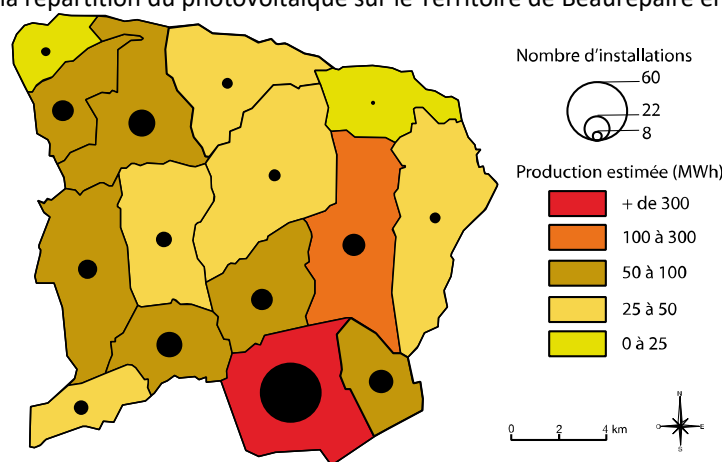 la répartition du photovoltaïque sur le Territoire de Beaurepaire en
Nombre d'installations
60
22
8
Production estimée (MWh)
+ de 300
100 à 300
50 à 100
25 à 50
0 à 25
0 2 4 km
N
O E
S